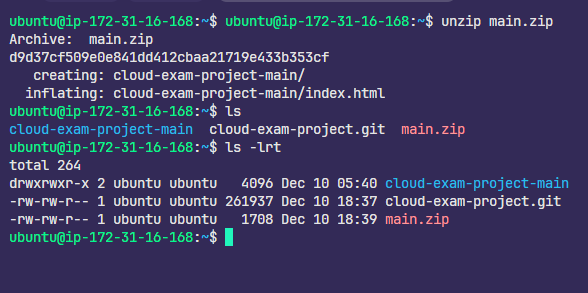 ubuntu@ip-172-31-16-168:~$ ubuntu@ip-172-31-16-168:~$ unzip main.zip
Archive:  main.zip
d9d37cf509e0e841dd412cbaa21719e433b353cf
   creating: cloud-exam-project-main/
  inflating: cloud-exam-project-main/index.html
ubuntu@ip-172-31-16-168:~$ ls
cloud-exam-project-main  cloud-exam-project.git  main.zip
ubuntu@ip-172-31-16-168:~$ ls -lrt
total 264
drwxrwxr-x 2 ubuntu ubuntu   4096 Dec 10 05:40 cloud-exam-project-main
-rw-rw-r-- 1 ubuntu ubuntu 261937 Dec 10 18:37 cloud-exam-project.git
-rw-rw-r-- 1 ubuntu ubuntu   1708 Dec 10 18:39 main.zip
ubuntu@ip-172-31-16-168:~$